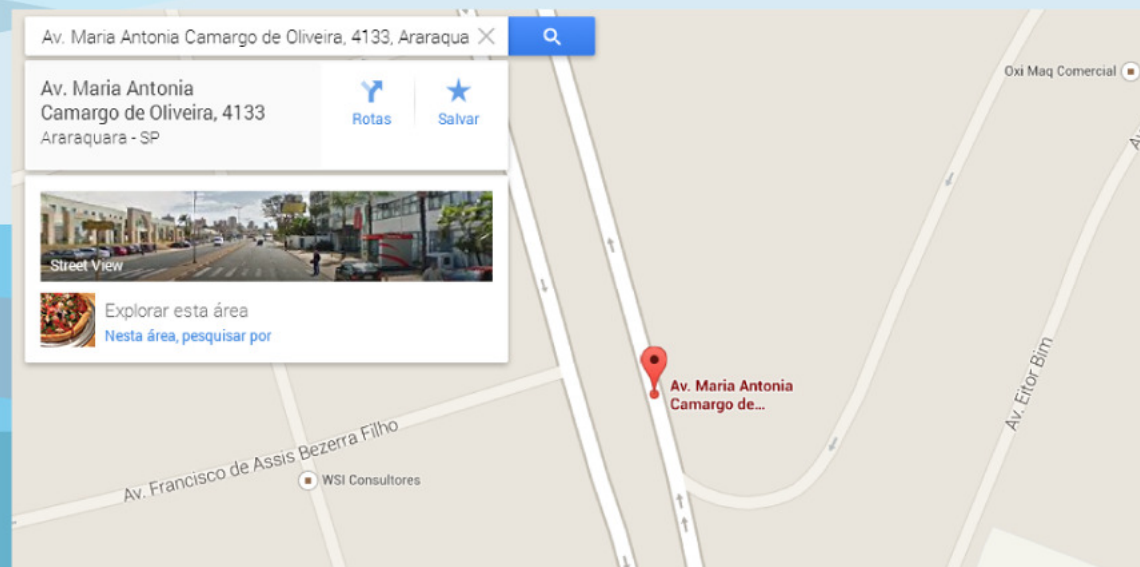 Av. Maria Antonia Camargo de Oliveira, 4133, Araraqua
Av. Maria Antonia
Camargo de Oliveira, 4133
Araraquara - SP
Rotas
Salvar
Street View
Explorar esta área
Nesta área, pesquisar por
Oxi Maq Comercial
Av. Maria Antonia
Camargo de...
Av. Eitor Bim
Av. Francisco de Assis Bezerra Filho
WSI Consultores